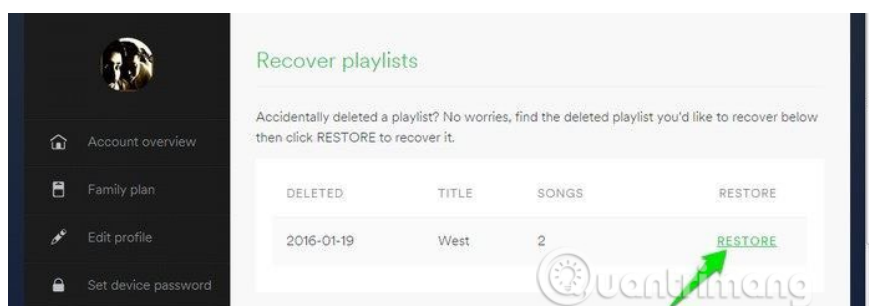 Recover playlists
Accidentally deleted a playlist? No worries, find the deleted playlist you'd like to recover below
then click RESTORE to recover it.
Account overview
Family plan
Edit profile
Set device password
DELETED TITLE SONGS RESTORE
2016-01-19 West 2 RESTORE
Quantrimang